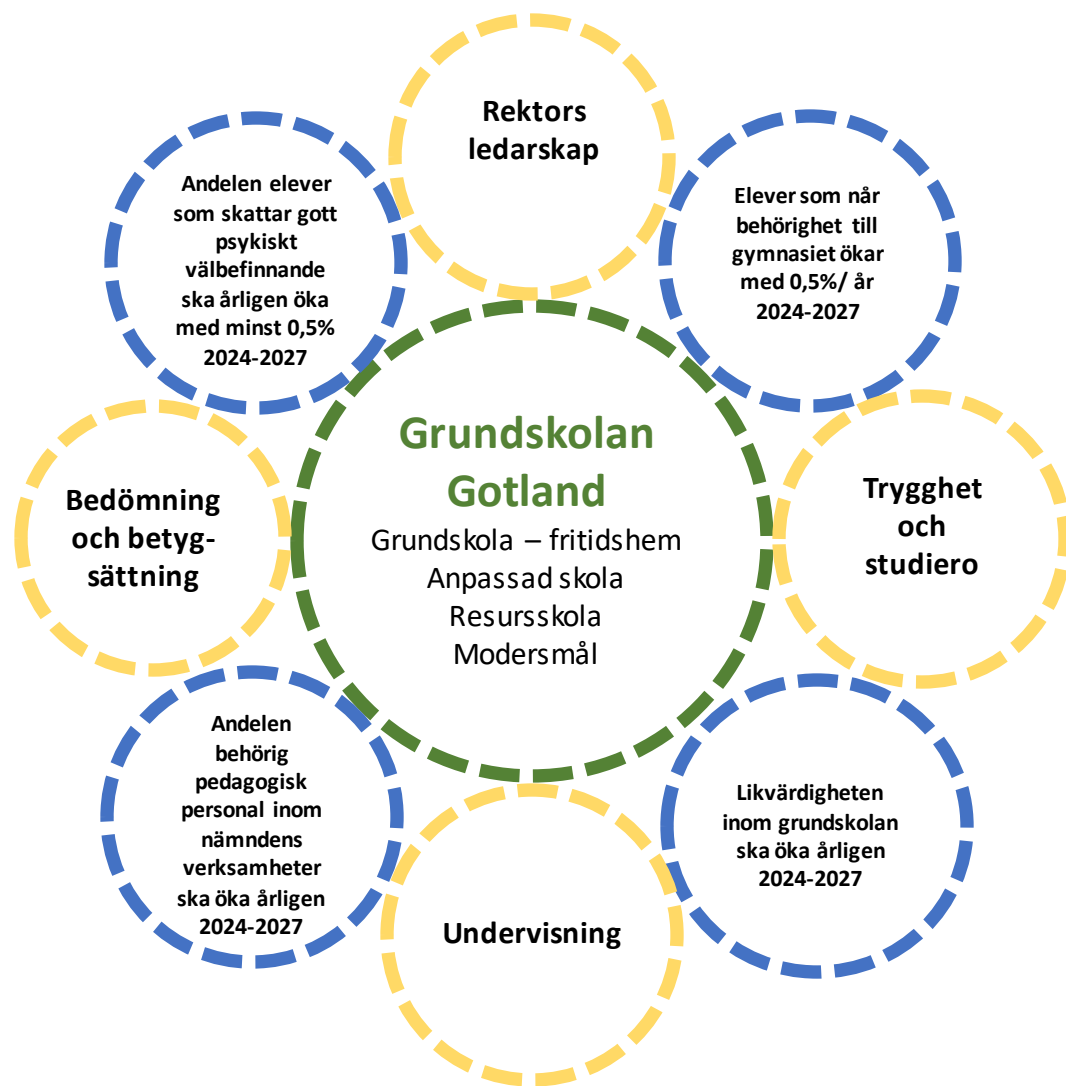 Rektors
ledarskap
Andelen elever
som skattar gott
psykiskt
välbefinnande
ska årligen öka
med minst 0,5%
2024-2027
Elever som når
behörighet till
gymnasiet ökar
med 0,5%/ år
2024-2027
Grundskolan
Gotland
Grundskola – fritidshem
Anpassad skola
Resursskola
Modersmål
Bedömning
och betyg-
sättning
Trygghet
och
studiero
Andelen
behörig
pedagogisk
personal inom
nämndens
verksamheter
ska öka årligen
2024-2027
Likvärdigheten
inom grundskolan
ska öka årligen
2024-2027
Undervisning